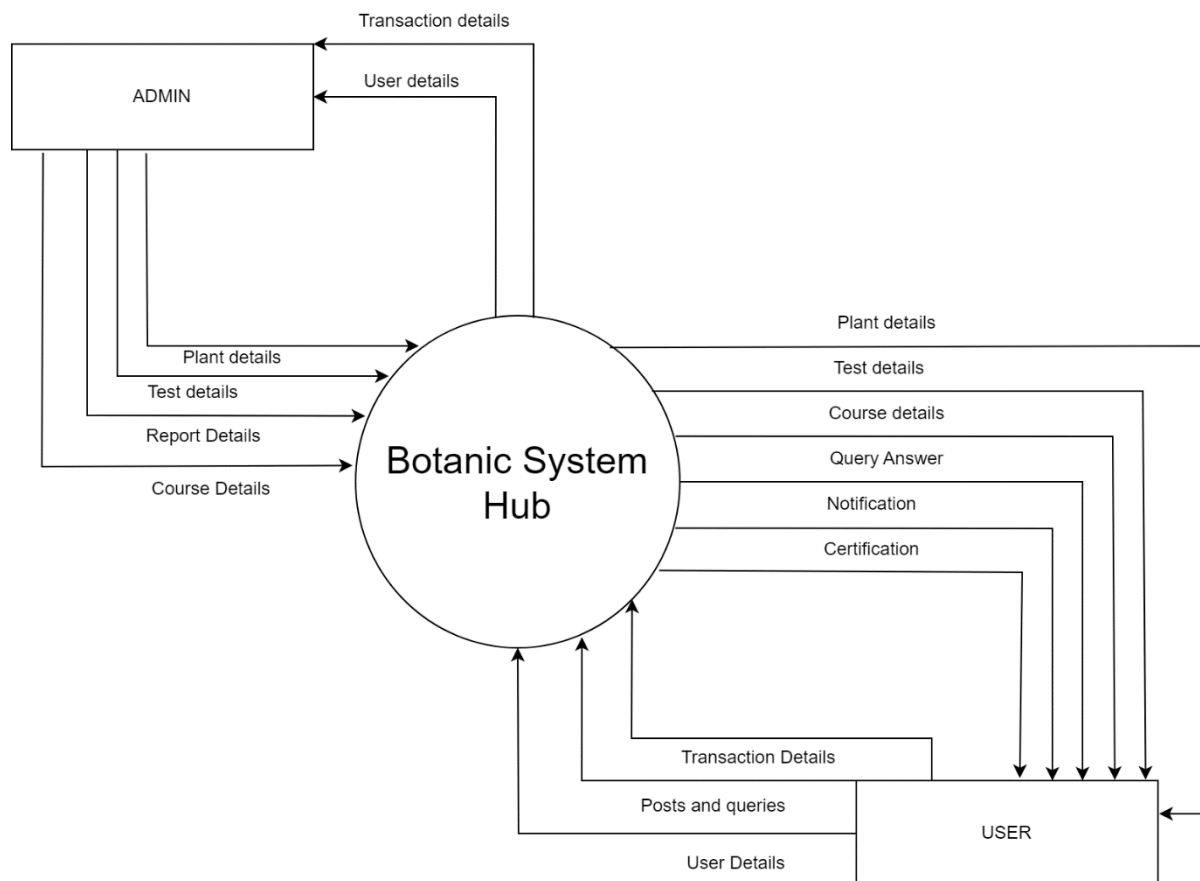 Transaction details
User details
ADMIN
Plant details
Test details
Report Details
Course Details
Botanic System
Hub
Plant details
Test details
Course details
Query Answer
Notification
Certification
Transaction Details
Posts and queries
User Details
USER